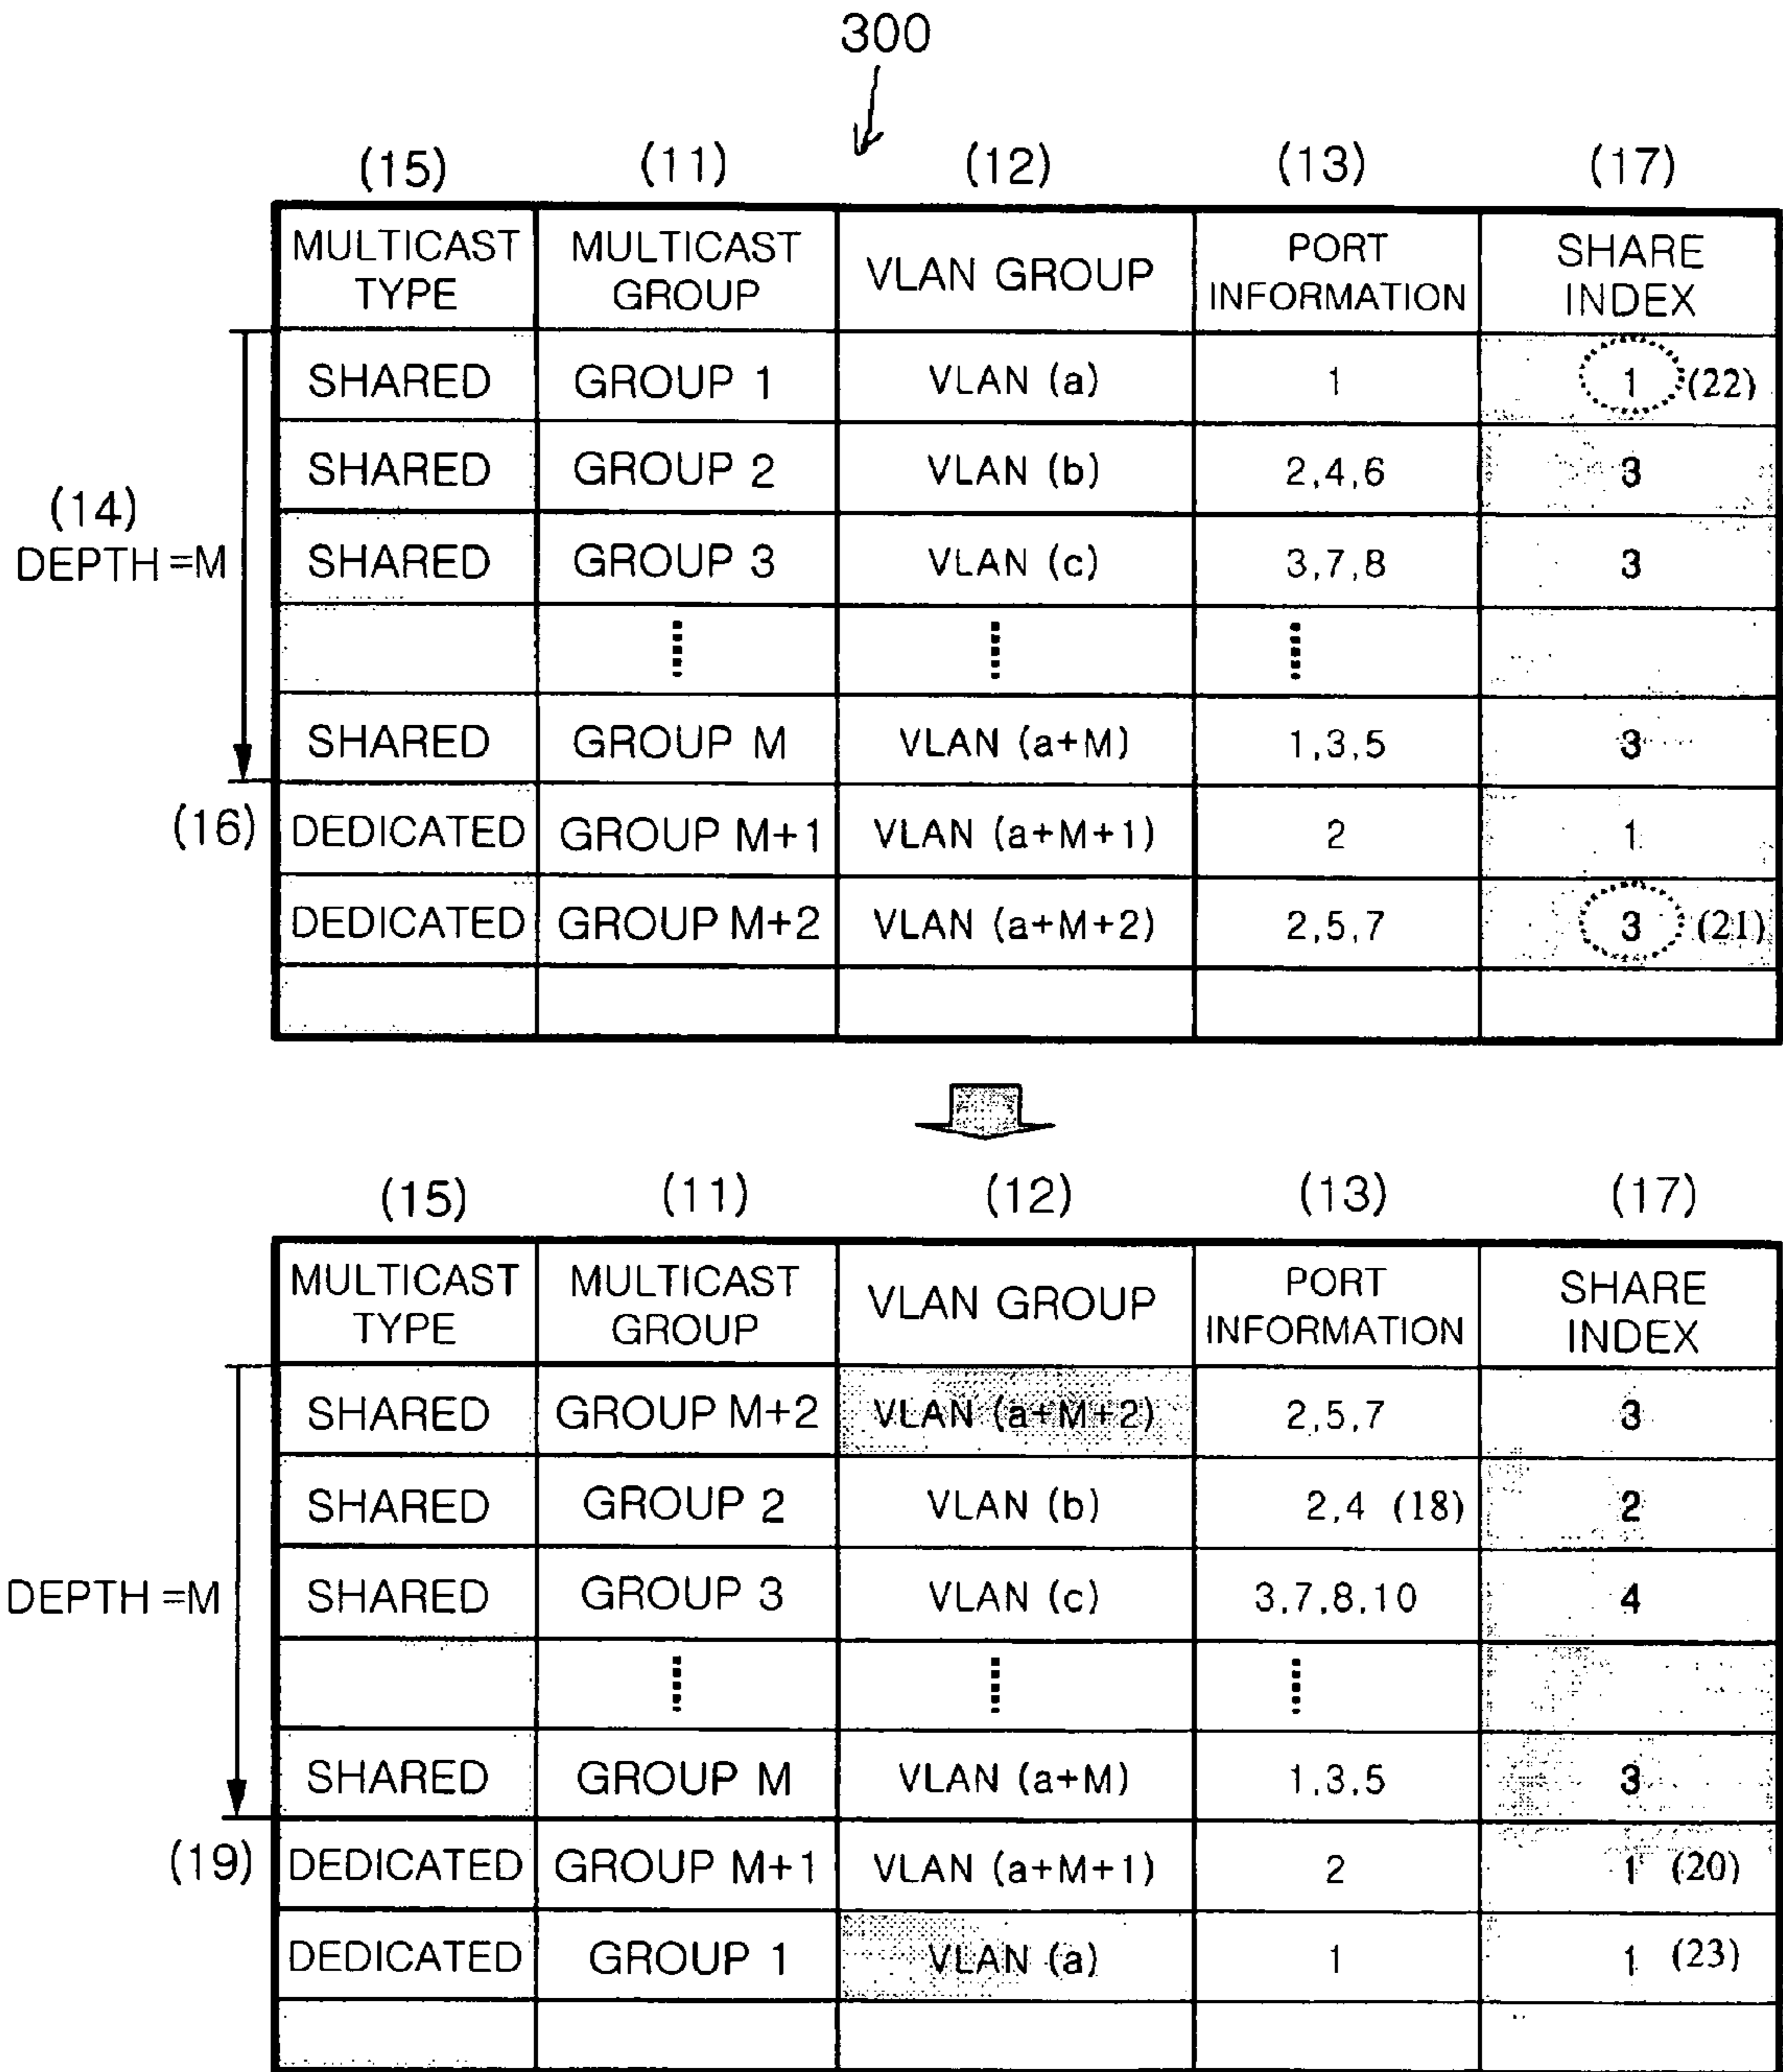 300
(15) (11) (12) (13) (17)
MULTICAST TYPE MULTICAST GROUP VLAN GROUP PORT INFORMATION SHARE INDEX
SHARED GROUP 1 VLAN (a) 1 1 (22)
SHARED GROUP 2 VLAN (b) 2,4,6 3
(14)
DEPTH =M
SHARED GROUP 3 VLAN (c) 3,7,8 3
SHARED GROUP M VLAN (a+M) 1,3,5 3
(16) DEDICATED GROUP M+1 VLAN (a+M+1) 2 1
DEDICATED GROUP M+2 VLAN (a+M+2) 2,5,7 3 (21)
(15) (11) (12) (13) (17)
MULTICAST TYPE MULTICAST GROUP VLAN GROUP PORT INFORMATION SHARE INDEX
SHARED GROUP M+2 VLAN (a+M+2) 2,5,7 3
SHARED GROUP 2 VLAN (b) 2,4 (18) 2
DEPTH =M
SHARED GROUP 3 VLAN (c) 3,7,8,10 4
SHARED GROUP M VLAN (a+M) 1,3,5 3
(19) DEDICATED GROUP M+1 VLAN (a+M+1) 2 1 (20)
DEDICATED GROUP 1 VLAN (a) 1 1 (23)